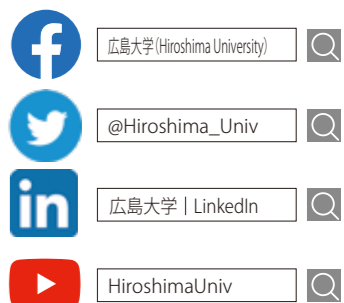 広島大学(Hiroshima University)
@Hiroshima_Univ
in
広島大学 | LinkedIn
HiroshimaUniv